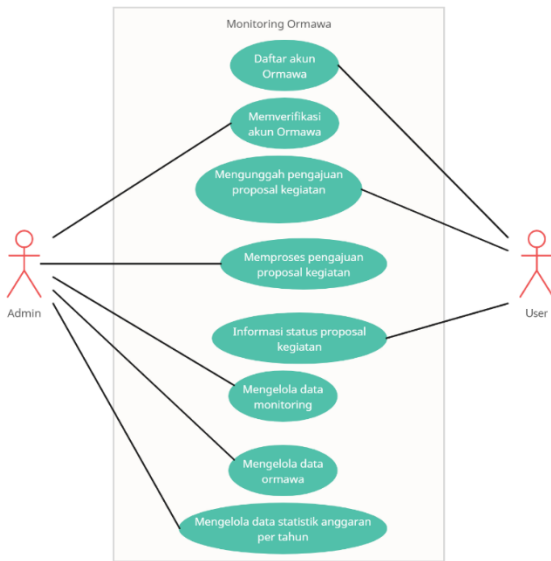 Monitoring Ormawa
Daftar akun
Ormawa
Memverifikasi
akun Ormawa
Mengunggah pengajuan
proposal kegiatan
Memproses pengajuan
proposal kegiatan
Admin
User
Informasi status proposal
kegiatan
Mengelola data
monitoring
Mengelola data
ormawa
Mengelola data statistik anggaran
per tahun